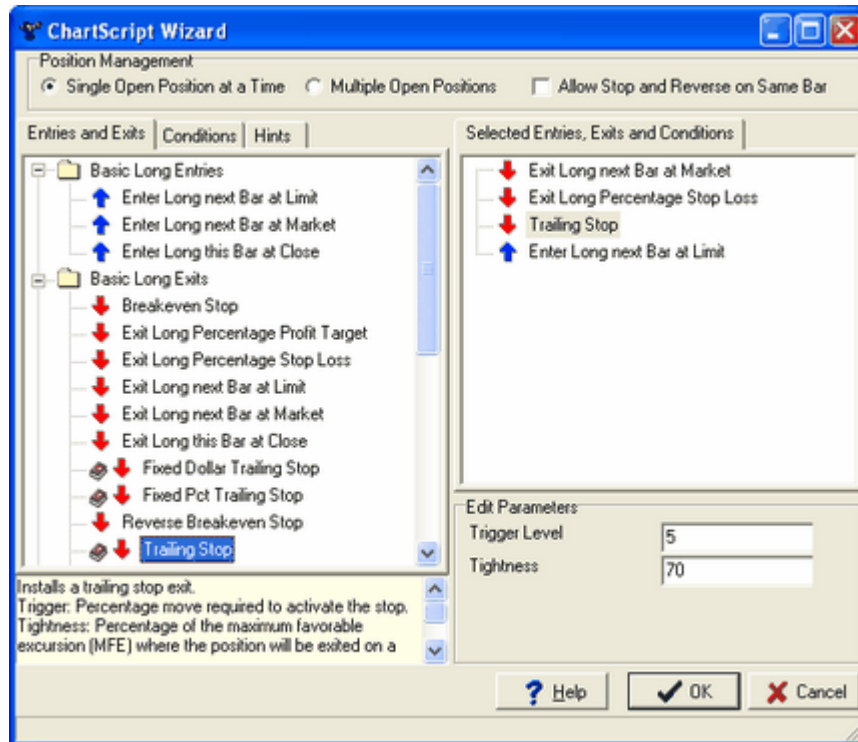 ChartScript Wizard
Position Management
Single Open Position at a Time Multiple Open Positions Allow Stop and Reverse on Same Bar
Entries and Exits Conditions Hints
Basic Long Entries
Enter Long next Bar at Limit
Enter Long next Bar at Market
Enter Long this Bar at Close
Basic Long Exits
Breakeven Stop
Exit Long Percentage Profit Target
Exit Long Percentage Stop Loss
Exit Long next Bar at Limit
Exit Long next Bar at Market
Exit Long this Bar at Close
Fixed Dollar Trailing Stop
Fixed Pct Trailing Stop
Reverse Breakeven Stop
Trailing Stop
Installs a trailing stop exit.
Trigger: Percentage move required to activate the stop.
Tightness: Percentage of the maximum favorable
excursion (MFE) where the position will be exited on a
Selected Entries, Exits and Conditions
Exit Long next Bar at Market
Exit Long Percentage Stop Loss
Trailing Stop
Enter Long next Bar at Limit
Edit Parameters
Trigger Level 5
Tightness 70
? Help OK Cancel